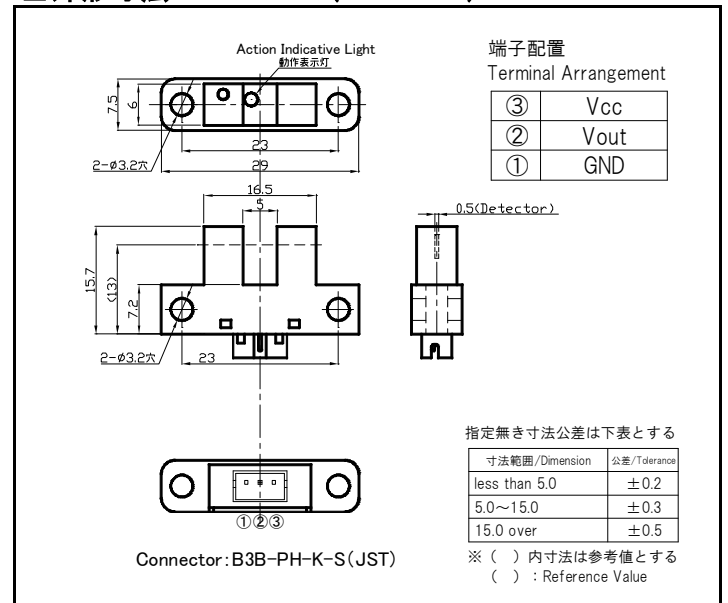 Action Indicative Light
動作表示灯
7.5
6
23
2-ø3.2穴
29
端子配置
Terminal Arrangement
③ Vcc
② Vout
① GND
16.5
5
0.5(Detector)
15.7
(13)
7.2
2-ø3.2穴
23
①②③
Connector:B3B-PH-K-S(JST)
指定無き寸法公差は下表とする
寸法範囲/Dimension 公差/Tolerance
less than 5.0 ±0.2
5.0～15.0 ±0.3
15.0 over ±0.5
※ ( ) 内寸法は参考値とする
( ) : Reference Value